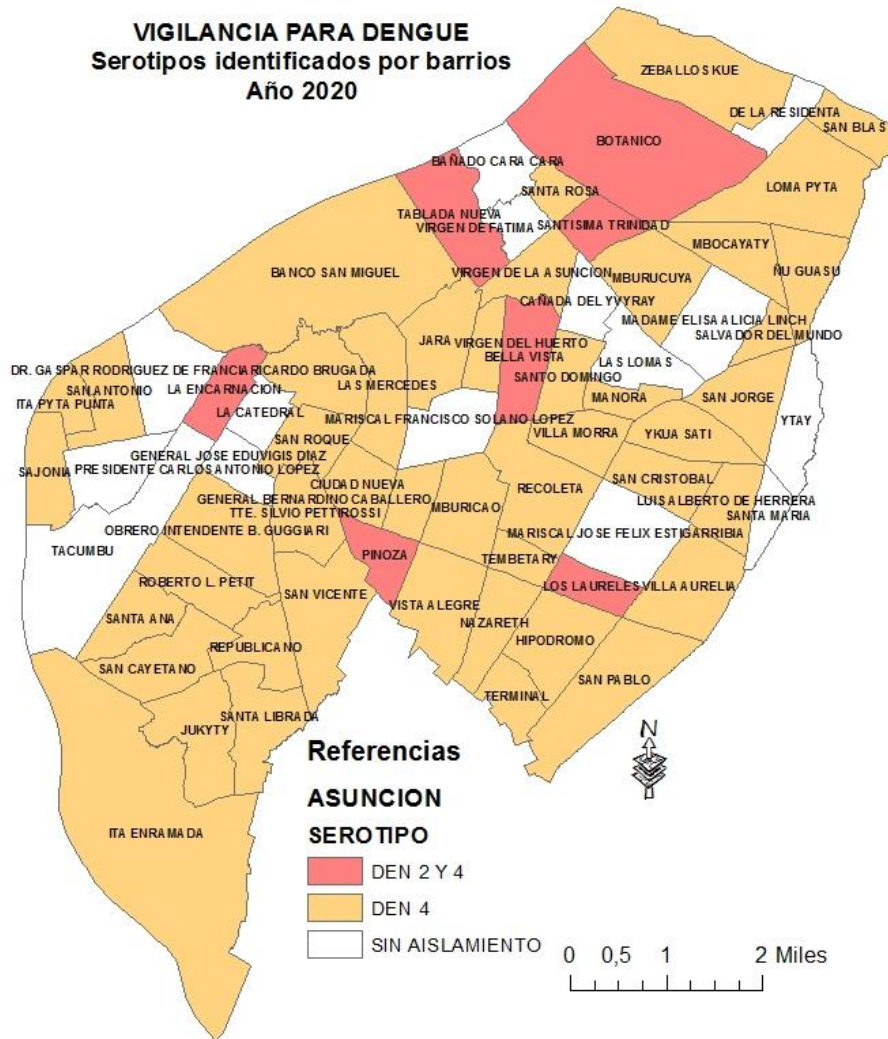 VIGILANCIA PARA DENGUE
Serotipos identificados por barrios
Año 2020
ZEBALLOS KUE
DE LA RESIDENTA
SAN BLAS
BOTANICO
BAÑADO CARA CARA
SANTA ROSA
LOMA PYTA
TABLADA NUEVA
VIRGEN DE FATIMA
SANTISIMA TRINIDAD
MBOCAYATY
ÑU GUASU
BANCO SAN MIGUEL
VIRGEN DE LA ASUNCION
MBURUCUYA
CAÑADA DEL YVYRAY
MADAME ELISA ALICIA LINCH
SALVADOR DEL MUNDO
JARA
VIRGEN DEL HUERTO
BELLA VISTA
LAS LOMAS
DR. GASPAR RODRIGUEZ DE FRANCIA
RICARDO BRUGADA
SAN ANTONIO
LA ENCARNACION
LAS MERCEDES
SANTO DOMINGO
ITA PYTA PUNTA
MANORA
SAN JORGE
LA CATEDRAL
MARISCAL FRANCISCO SOLANO LOPEZ
YTAY
SAN ROQUE
VILLA MORRA
YKUA SATI
GENERAL JOSE EDUVIGIS DIAZ
SAJONIA
PRESIDENTE CARLOS ANTONIO LOPEZ
CIUDAD NUEVA
RECOLETA
SAN CRISTOBAL
GENERAL BERNARDINO CABALLERO
LUIS ALBERTO DE HERRERA
TTE. SILVIO PETTIROSSI
MBURICAO
SANTA MARIA
OBRERO INTENDENTE B. GUGGIARI
MARISCAL JOSE FELIX ESTIGARRIBIA
TACUMBU
PINOZA
TEMBETARY
ROBERTO L. PETIT
LOS LAURELES
VILLA AURELIA
SAN VICENTE
VISTA ALEGRE
SANTA ANA
NAZARETH
REPUBLICANO
HIPODROMO
SAN CAYETANO
SAN PABLO
TERMINAL
SANTA LIBRADA
JUKYTY
ITA ENRAMADA
N
Referencias
ASUNCION
SEROTIPO
DEN 2 Y 4
DEN 4
SIN AISLAMIENTO
0 0,5 1 2 Miles